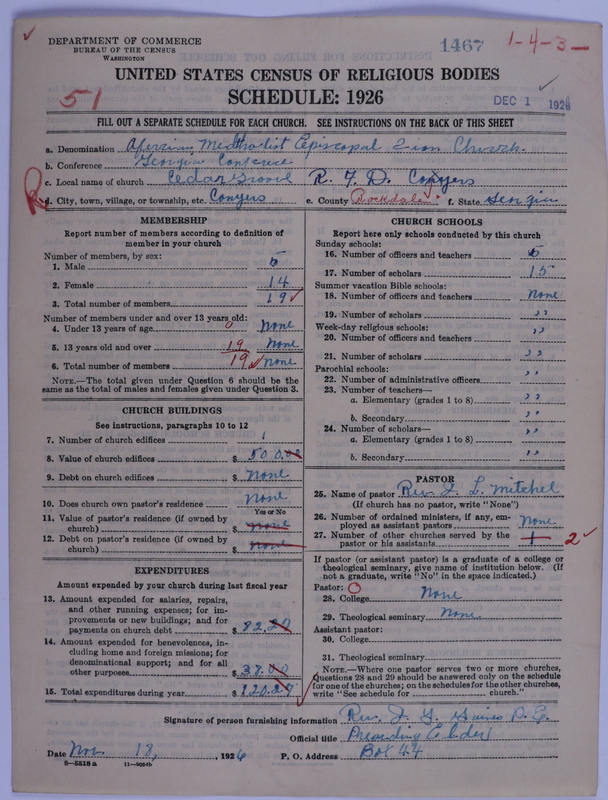 DEPARTMENT OF COMMERCE
BUREAU OF THE CENSUS
WASHINGTON
1467
1-4-3-
UNITED STATES CENSUS OF RELIGIOUS BODIES
SCHEDULE: 1926
51
DEC 1 1926
FILL OUT A SEPARATE SCHEDULE FOR EACH CHURCH. SEE INSTRUCTIONS ON THE BACK OF THIS SHEET
a. Denomination Methodist Episcopal Zion Church
b. Conference Georgia Conference
c. Local name of church Cedar Grove R. F. D. Conyers
R
d. City, town, village, or township, etc. Conyers e. County Rockdale f. State Georgia
MEMBERSHIP
Report number of members according to definition of
member in your church
Number of members, by sex:
1. Male 5
2. Female 14
3. Total number of members 19
Number of members under and over 13 years old:
4. Under 13 years of age 0 None
5. 13 years old and over 19 None
6. Total number of members 19 None
NOTE.—The total given under Question 6 should be the
same as the total of males and females given under Question 3.
CHURCH BUILDINGS
See instructions, paragraphs 10 to 12
7. Number of church edifices 1
8. Value of church edifices $ 500.00
9. Debt on church edifices $ None
10. Does church own pastor's residence? None
Yes or No
11. Value of pastor's residence (if owned by
church) $ None
12. Debt on pastor's residence (if owned by
church) $ None
EXPENDITURES
Amount expended by your church during last fiscal year
13. Amount expended for salaries, repairs,
and other running expenses; for im-
provements or new buildings; and for
payments on church debt $ 82.20
14. Amount expended for benevolences, in-
cluding home and foreign missions; for
denominational support; and for all
other purposes $ 38.00
15. Total expenditures during year $ 120.20
CHURCH SCHOOLS
Report here only schools conducted by this church
Sunday schools:
16. Number of officers and teachers 5
17. Number of scholars 15
Summer vacation Bible schools:
18. Number of officers and teachers None
19. Number of scholars ,,
Week-day religious schools:
20. Number of officers and teachers ,,
21. Number of scholars ,,
Parochial schools:
22. Number of administrative officers ,,
23. Number of teachers—
a. Elementary (grades 1 to 8) ,,
b. Secondary ,,
24. Number of scholars—
a. Elementary (grades 1 to 8) ,,
b. Secondary ,,
PASTOR
25. Name of pastor Rev. J. L. Mitchel
(If church has no pastor, write "None")
26. Number of ordained ministers, if any, em-
ployed as assistant pastors None
27. Number of other churches served by the
pastor or his assistants 1 2
If pastor (or assistant pastor) is a graduate of a college or
theological seminary, give name of institution below. (If
not a graduate, write "No" in the space indicated.)
Pastor:
28. College None
29. Theological seminary None
Assistant pastor:
30. College
31. Theological seminary
NOTE.—Where one pastor serves two or more churches,
Questions 28 and 29 should be answered only on the schedule
for one of the churches; on the schedules for the other churches,
write "See schedule for church."
Signature of person furnishing information Rev. J. Gaines P. E.
Official title Presiding Elder
Date Nov. 18, 1926 P. O. Address Box 44
8—5818 a 11—9054b